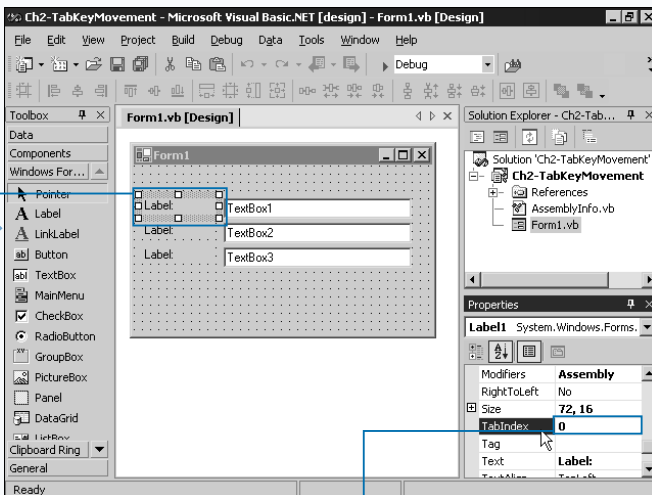 Ch2-TabKeyMovement - Microsoft Visual Basic.NET [design] - Form1.vb [Design]
File Edit View Project Build Debug Data Tools Window Help
Debug
Toolbox
Data
Components
Windows For...
Pointer
Label
LinkLabel
Button
TextBox
MainMenu
CheckBox
RadioButton
GroupBox
PictureBox
Panel
DataGrid
ListBox
Clipboard Ring
General
Form1.vb [Design]
Form1
Label: TextBox1
Label: TextBox2
Label: TextBox3
Solution Explorer - Ch2-Tab...
Solution 'Ch2-TabKeyMovement'
Ch2-TabKeyMovement
References
AssemblyInfo.vb
Form1.vb
Properties
Label1 System.Windows.Forms.
Modifiers Assembly
RightToLeft No
Size 72, 16
TabIndex 0
Tag
Text Label:
TextAlign TopLeft
Ready